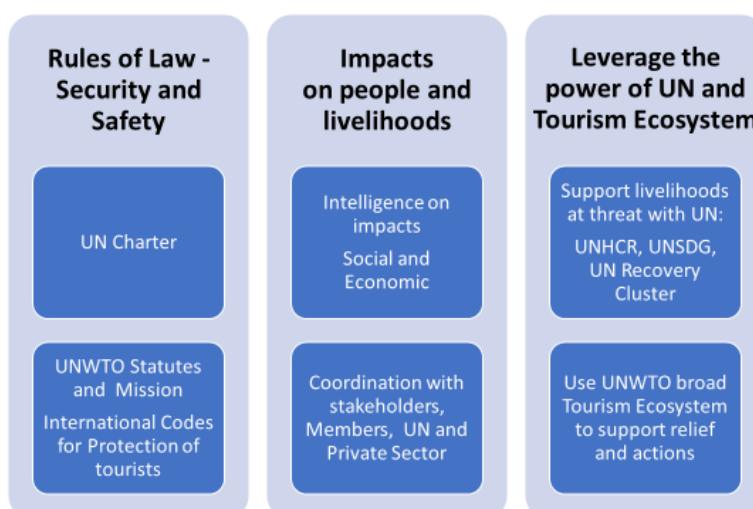 Rules of Law -
Security and
Safety
UN Charter
UNWTO Statutes
and Mission
International Codes
for Protection of
tourists
Impacts
on people and
livelihoods
Intelligence on
impacts
Social and
Economic
Coordination with
stakeholders,
Members, UN and
Private Sector
Leverage the
power of UN and
Tourism Ecosystem
Support livelihoods
at threat with UN:
UNHCR, UNSDG,
UN Recovery
Cluster
Use UNWTO broad
Tourism Ecosystem
to support relief
and actions